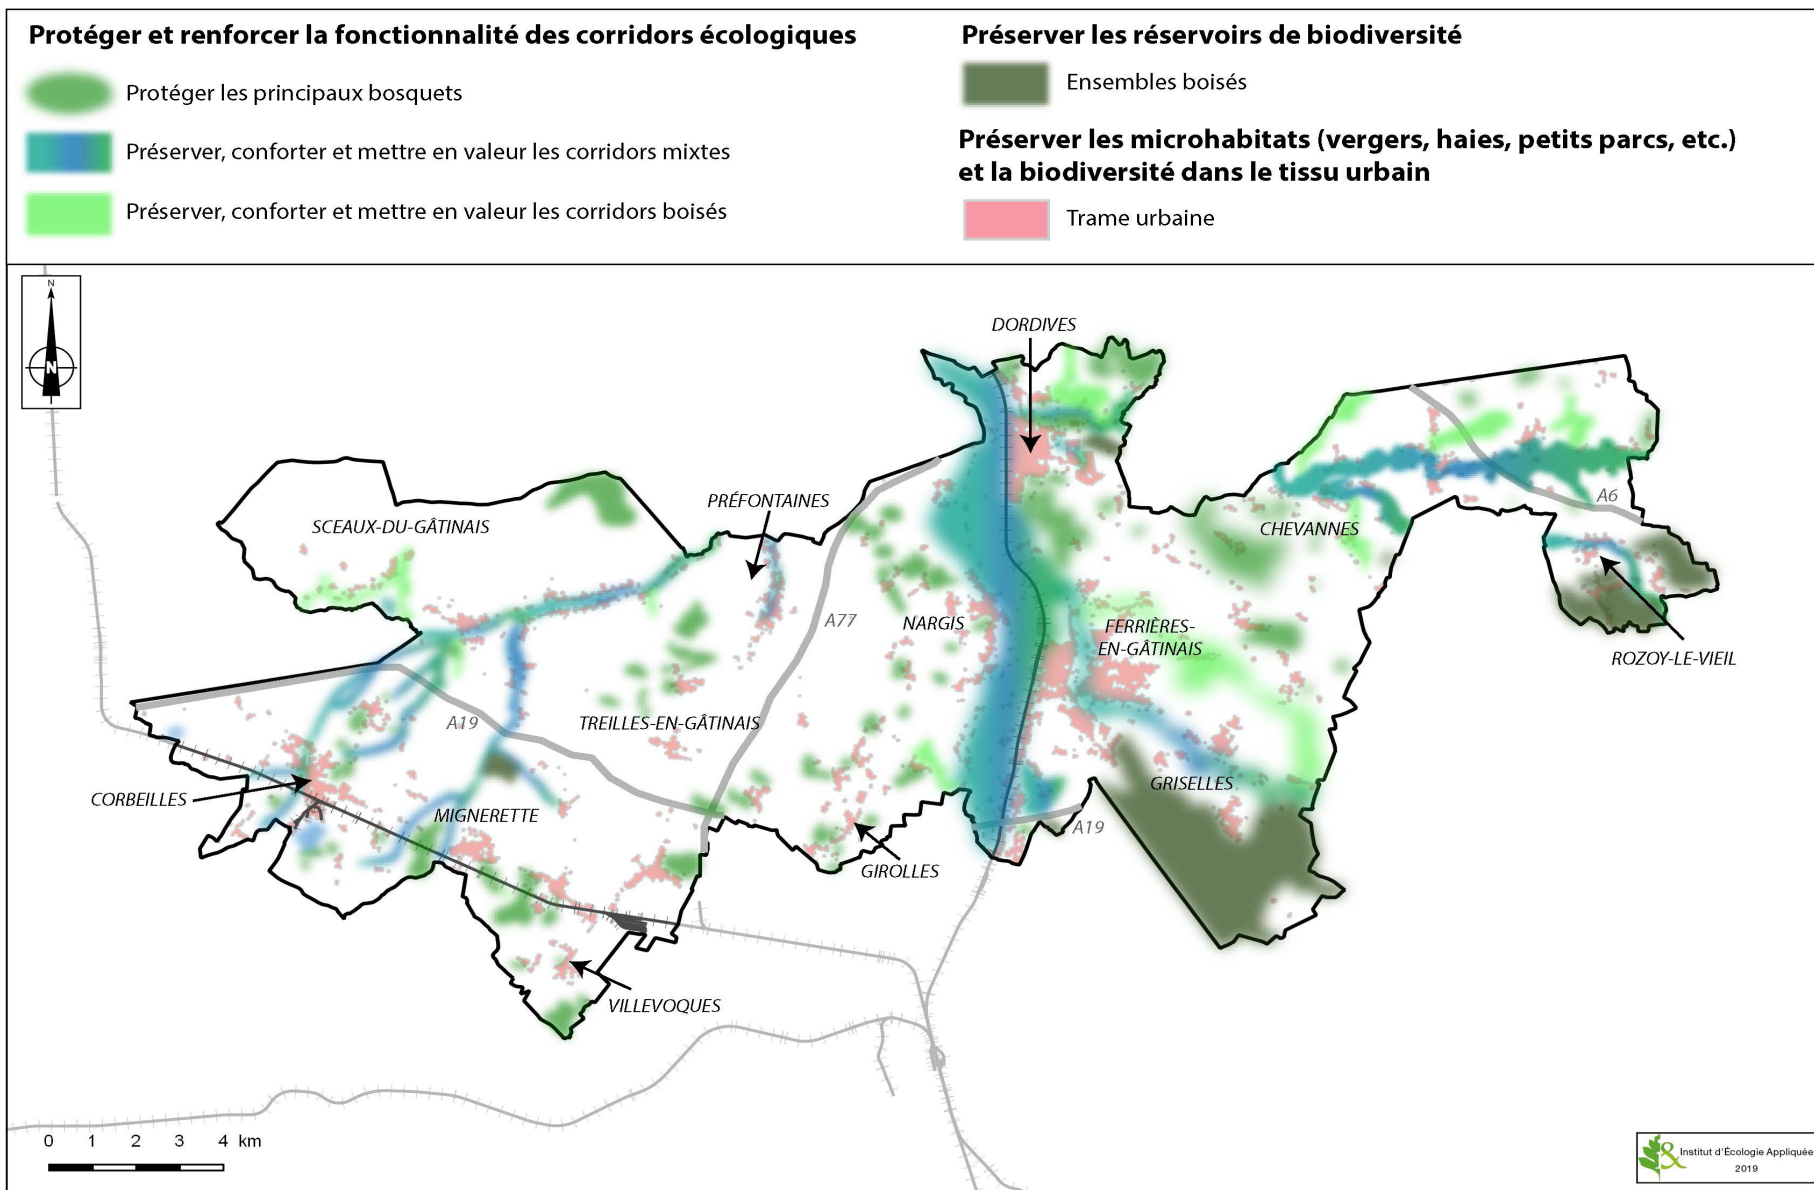 Protéger et renforcer la fonctionnalité des corridors écologiques
Protéger les principaux bosquets
Préserver, conforter et mettre en valeur les corridors mixtes
Préserver, conforter et mettre en valeur les corridors boisés
Préserver les réservoirs de biodiversité
Ensembles boisés
Préserver les microhabitats (vergers, haies, petits parcs, etc.)
et la biodiversité dans le tissu urbain
Trame urbaine
N
N
DORDIVES
PRÉFONTAINES
SCEAUX-DU-GÂTINAIS
CHEVANNES
A6
A77
NARGIS
FERRIÈRES-
EN-GÂTINAIS
ROZOY-LE-VIEIL
A19
TREILLES-EN-GÂTINAIS
CORBEILLES
MIGNERETTE
GRISELLES
A19
GIROLLES
VILLEVOQUES
0 1 2 3 4 km
& Institut d'Écologie Appliquée
2019